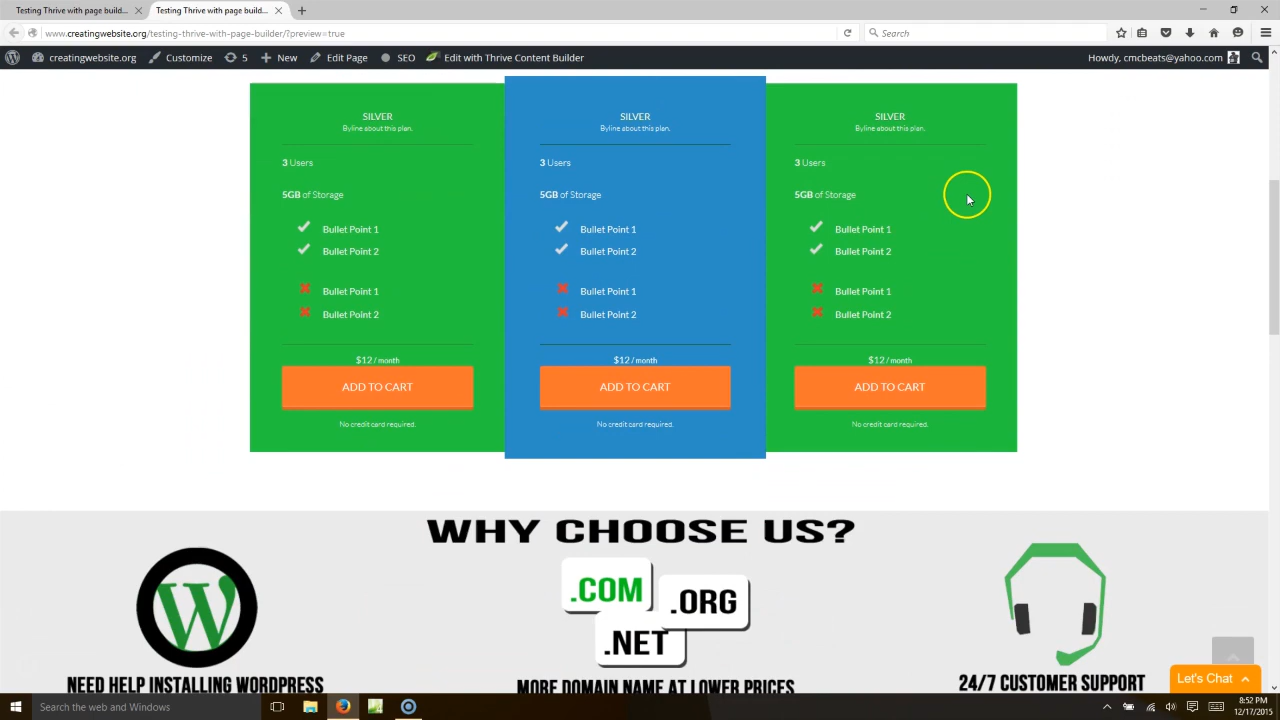 Testing Thrive with Page B...
Testing Thrive with Page B...
www.creatingwebsite.org/testing-thrive-with-page-builder/?preview=true
Search
creatingwebsite.org
Customize
5
New
Edit Page
SEO
Edit with Thrive Content Builder
Howdy, cmcbeats@yahoo.com
SILVER
Byline about this plan.
3 Users
5GB of Storage
Bullet Point 1
Bullet Point 2
Bullet Point 1
Bullet Point 2
$12 / month
ADD TO CART
No credit card required.
SILVER
Byline about this plan.
3 Users
5GB of Storage
Bullet Point 1
Bullet Point 2
Bullet Point 1
Bullet Point 2
$12 / month
ADD TO CART
No credit card required.
SILVER
Byline about this plan.
3 Users
5GB of Storage
Bullet Point 1
Bullet Point 2
Bullet Point 1
Bullet Point 2
$12 / month
ADD TO CART
No credit card required.
WHY CHOOSE US?
.COM
.ORG
.NET
NEED HELP INSTALLING WORDPRESS
MORE DOMAIN NAME AT LOWER PRICES
24/7 CUSTOMER SUPPORT
Let's Chat
Search the web and Windows
8:52 PM
12/17/2015